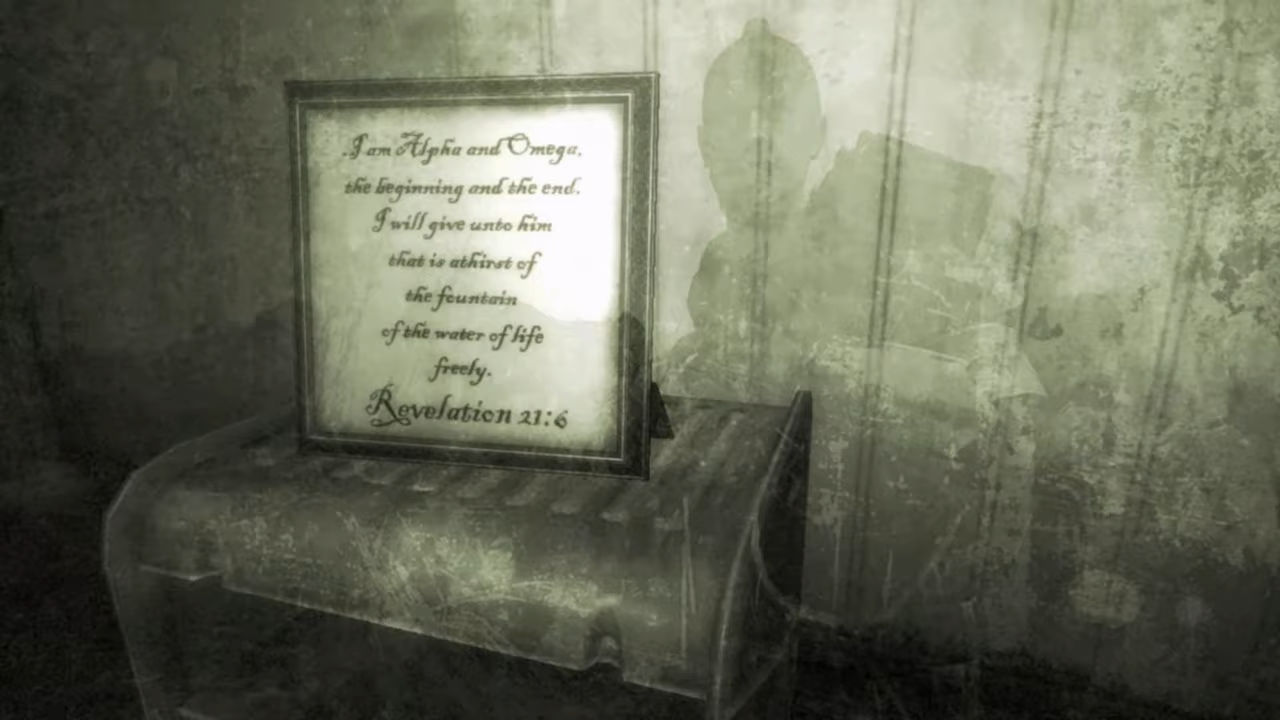 I am Alpha and Omega,
the beginning and the end.
I will give unto him
that is athirst of
the fountain
of the water of life
freely.
Revelation 21:6